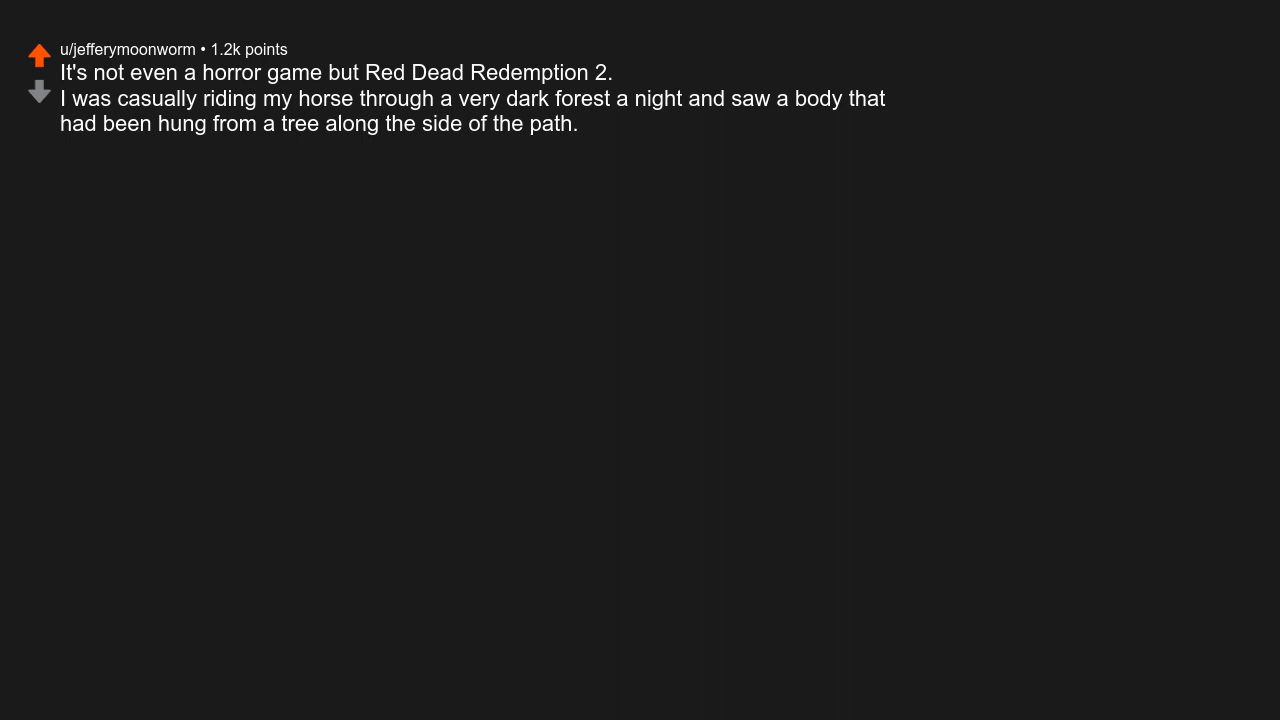 u/jefferymoonworm • 1.2k points
It's not even a horror game but Red Dead Redemption 2.
I was casually riding my horse through a very dark forest a night and saw a body that
had been hung from a tree along the side of the path.